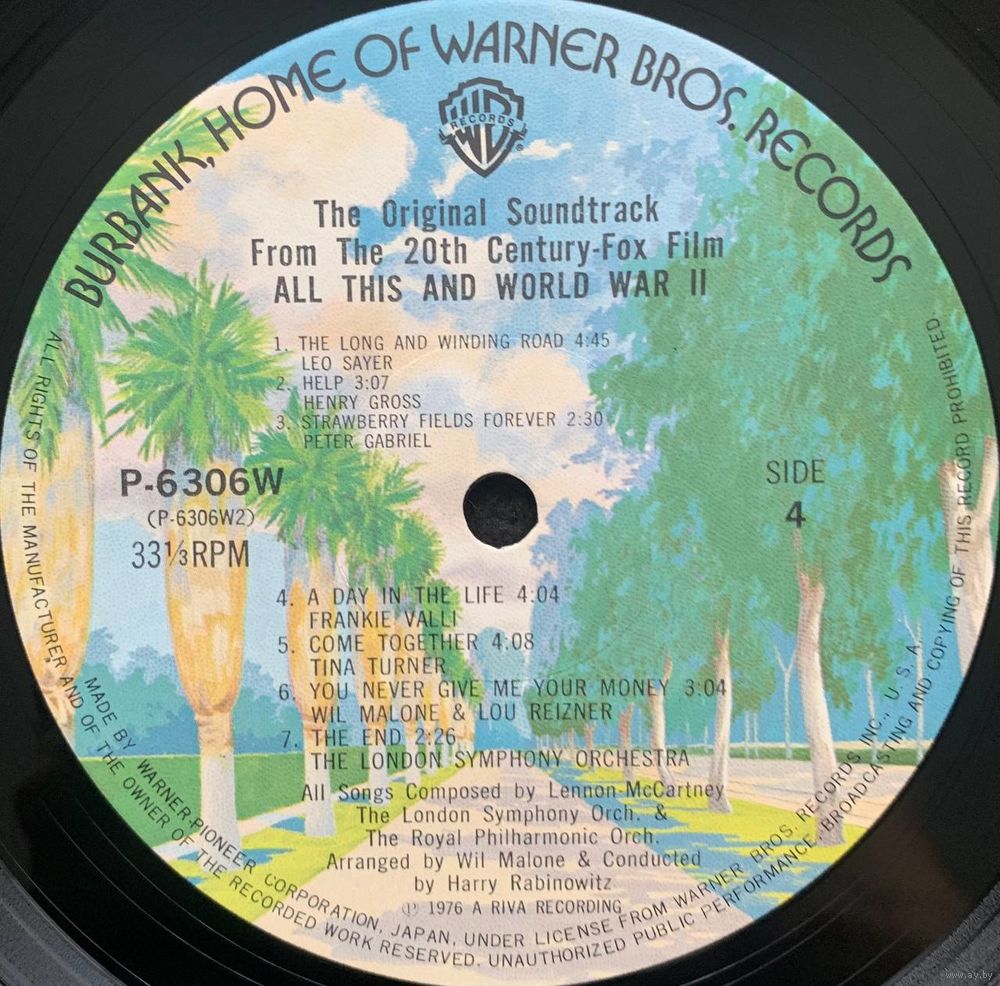 BURBANK, HOME OF WARNER BROS. RECORDS
WB
RECORDS
®
The Original Soundtrack
From The 20th Century-Fox Film
ALL THIS AND WORLD WAR II
1. THE LONG AND WINDING ROAD 4:45
LEO SAYER
2. HELP 3:07
HENRY GROSS
3. STRAWBERRY FIELDS FOREVER 2:30
PETER GABRIEL
P-6306W
(P-6306W2)
33⅓RPM
SIDE
4
4. A DAY IN THE LIFE 4:04
FRANKIE VALLI
5. COME TOGETHER 4:08
TINA TURNER
6. YOU NEVER GIVE ME YOUR MONEY 3:04
WIL MALONE & LOU REIZNER
7. THE END 2:26
THE LONDON SYMPHONY ORCHESTRA
All Songs Composed by Lennon-McCartney
The London Symphony Orch. &
The Royal Philharmonic Orch.
Arranged by Wil Malone & Conducted
by Harry Rabinowitz
℗ 1976 A RIVA RECORDING
MADE BY WARNER-PIONEER CORPORATION, JAPAN, UNDER LICENSE FROM WARNER BROS. RECORDS INC., U.S.A.
ALL RIGHTS OF THE MANUFACTURER AND OF THE OWNER OF THE RECORDED WORK RESERVED. UNAUTHORIZED PUBLIC PERFORMANCE, BROADCASTING AND COPYING OF THIS RECORD PROHIBITED.
www.ay.by